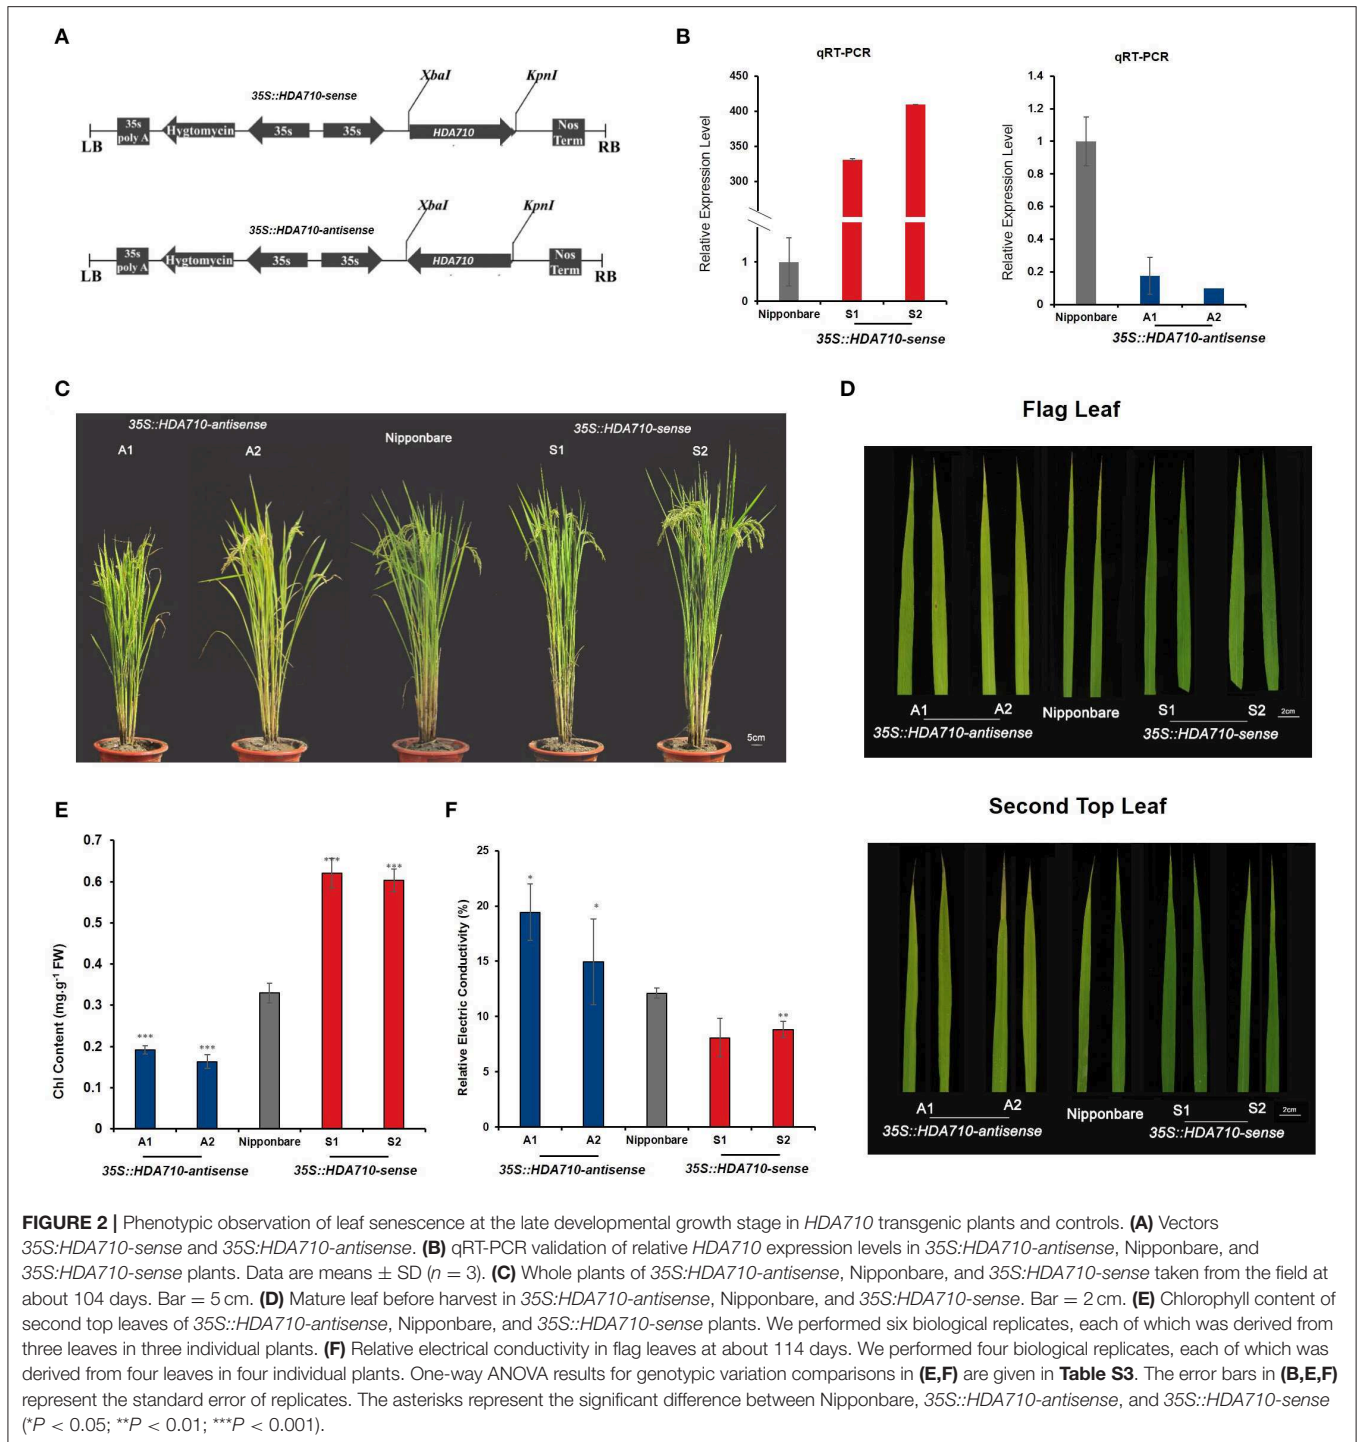 A
35S::HDA710-sense
XbaI
KpnI
35s poly A
Hygtomycin
35s
35s
HDA710
Nos Term
LB
RB
35S::HDA710-antisense
XbaI
KpnI
35s poly A
Hygtomycin
35s
35s
HDA710
Nos Term
LB
RB
B
qRT-PCR
Relative Expression Level
450
400
350
300
1
0
Nipponbare
S1
S2
35S::HDA710-sense
qRT-PCR
Relative Expression Level
1.4
1.2
1
0.8
0.6
0.4
0.2
0
Nipponbare
A1
A2
35S::HDA710-antisense
C
35S::HDA710-antisense
A1
A2
Nipponbare
35S::HDA710-sense
S1
S2
5cm
D
Flag Leaf
A1
A2
35S::HDA710-antisense
Nipponbare
S1
S2
35S::HDA710-sense
2cm
Second Top Leaf
A1
A2
35S::HDA710-antisense
Nipponbare
S1
S2
35S::HDA710-sense
2cm
E
Chl Content (mg.g⁻¹ FW)
0.7
0.6
0.5
0.4
0.3
0.2
0.1
0
***
***
***
***
A1
A2
Nipponbare
S1
S2
35S::HDA710-antisense
35S::HDA710-sense
F
Relative Electric Conductivity (%)
25
20
15
10
5
0
*
*
**
A1
A2
Nipponbare
S1
S2
35S::HDA710-antisense
35S::HDA710-sense
FIGURE 2 | Phenotypic observation of leaf senescence at the late developmental growth stage in HDA710 transgenic plants and controls. (A) Vectors
35S:HDA710-sense and 35S:HDA710-antisense. (B) qRT-PCR validation of relative HDA710 expression levels in 35S:HDA710-antisense, Nipponbare, and
35S:HDA710-sense plants. Data are means ± SD (n = 3). (C) Whole plants of 35S:HDA710-antisense, Nipponbare, and 35S:HDA710-sense taken from the field at
about 104 days. Bar = 5 cm. (D) Mature leaf before harvest in 35S:HDA710-antisense, Nipponbare, and 35S:HDA710-sense. Bar = 2 cm. (E) Chlorophyll content of
second top leaves of 35S::HDA710-antisense, Nipponbare, and 35S::HDA710-sense plants. We performed six biological replicates, each of which was derived from
three leaves in three individual plants. (F) Relative electrical conductivity in flag leaves at about 114 days. We performed four biological replicates, each of which was
derived from four leaves in four individual plants. One-way ANOVA results for genotypic variation comparisons in (E,F) are given in Table S3. The error bars in (B,E,F)
represent the standard error of replicates. The asterisks represent the significant difference between Nipponbare, 35S::HDA710-antisense, and 35S::HDA710-sense
(*P < 0.05; **P < 0.01; ***P < 0.001).